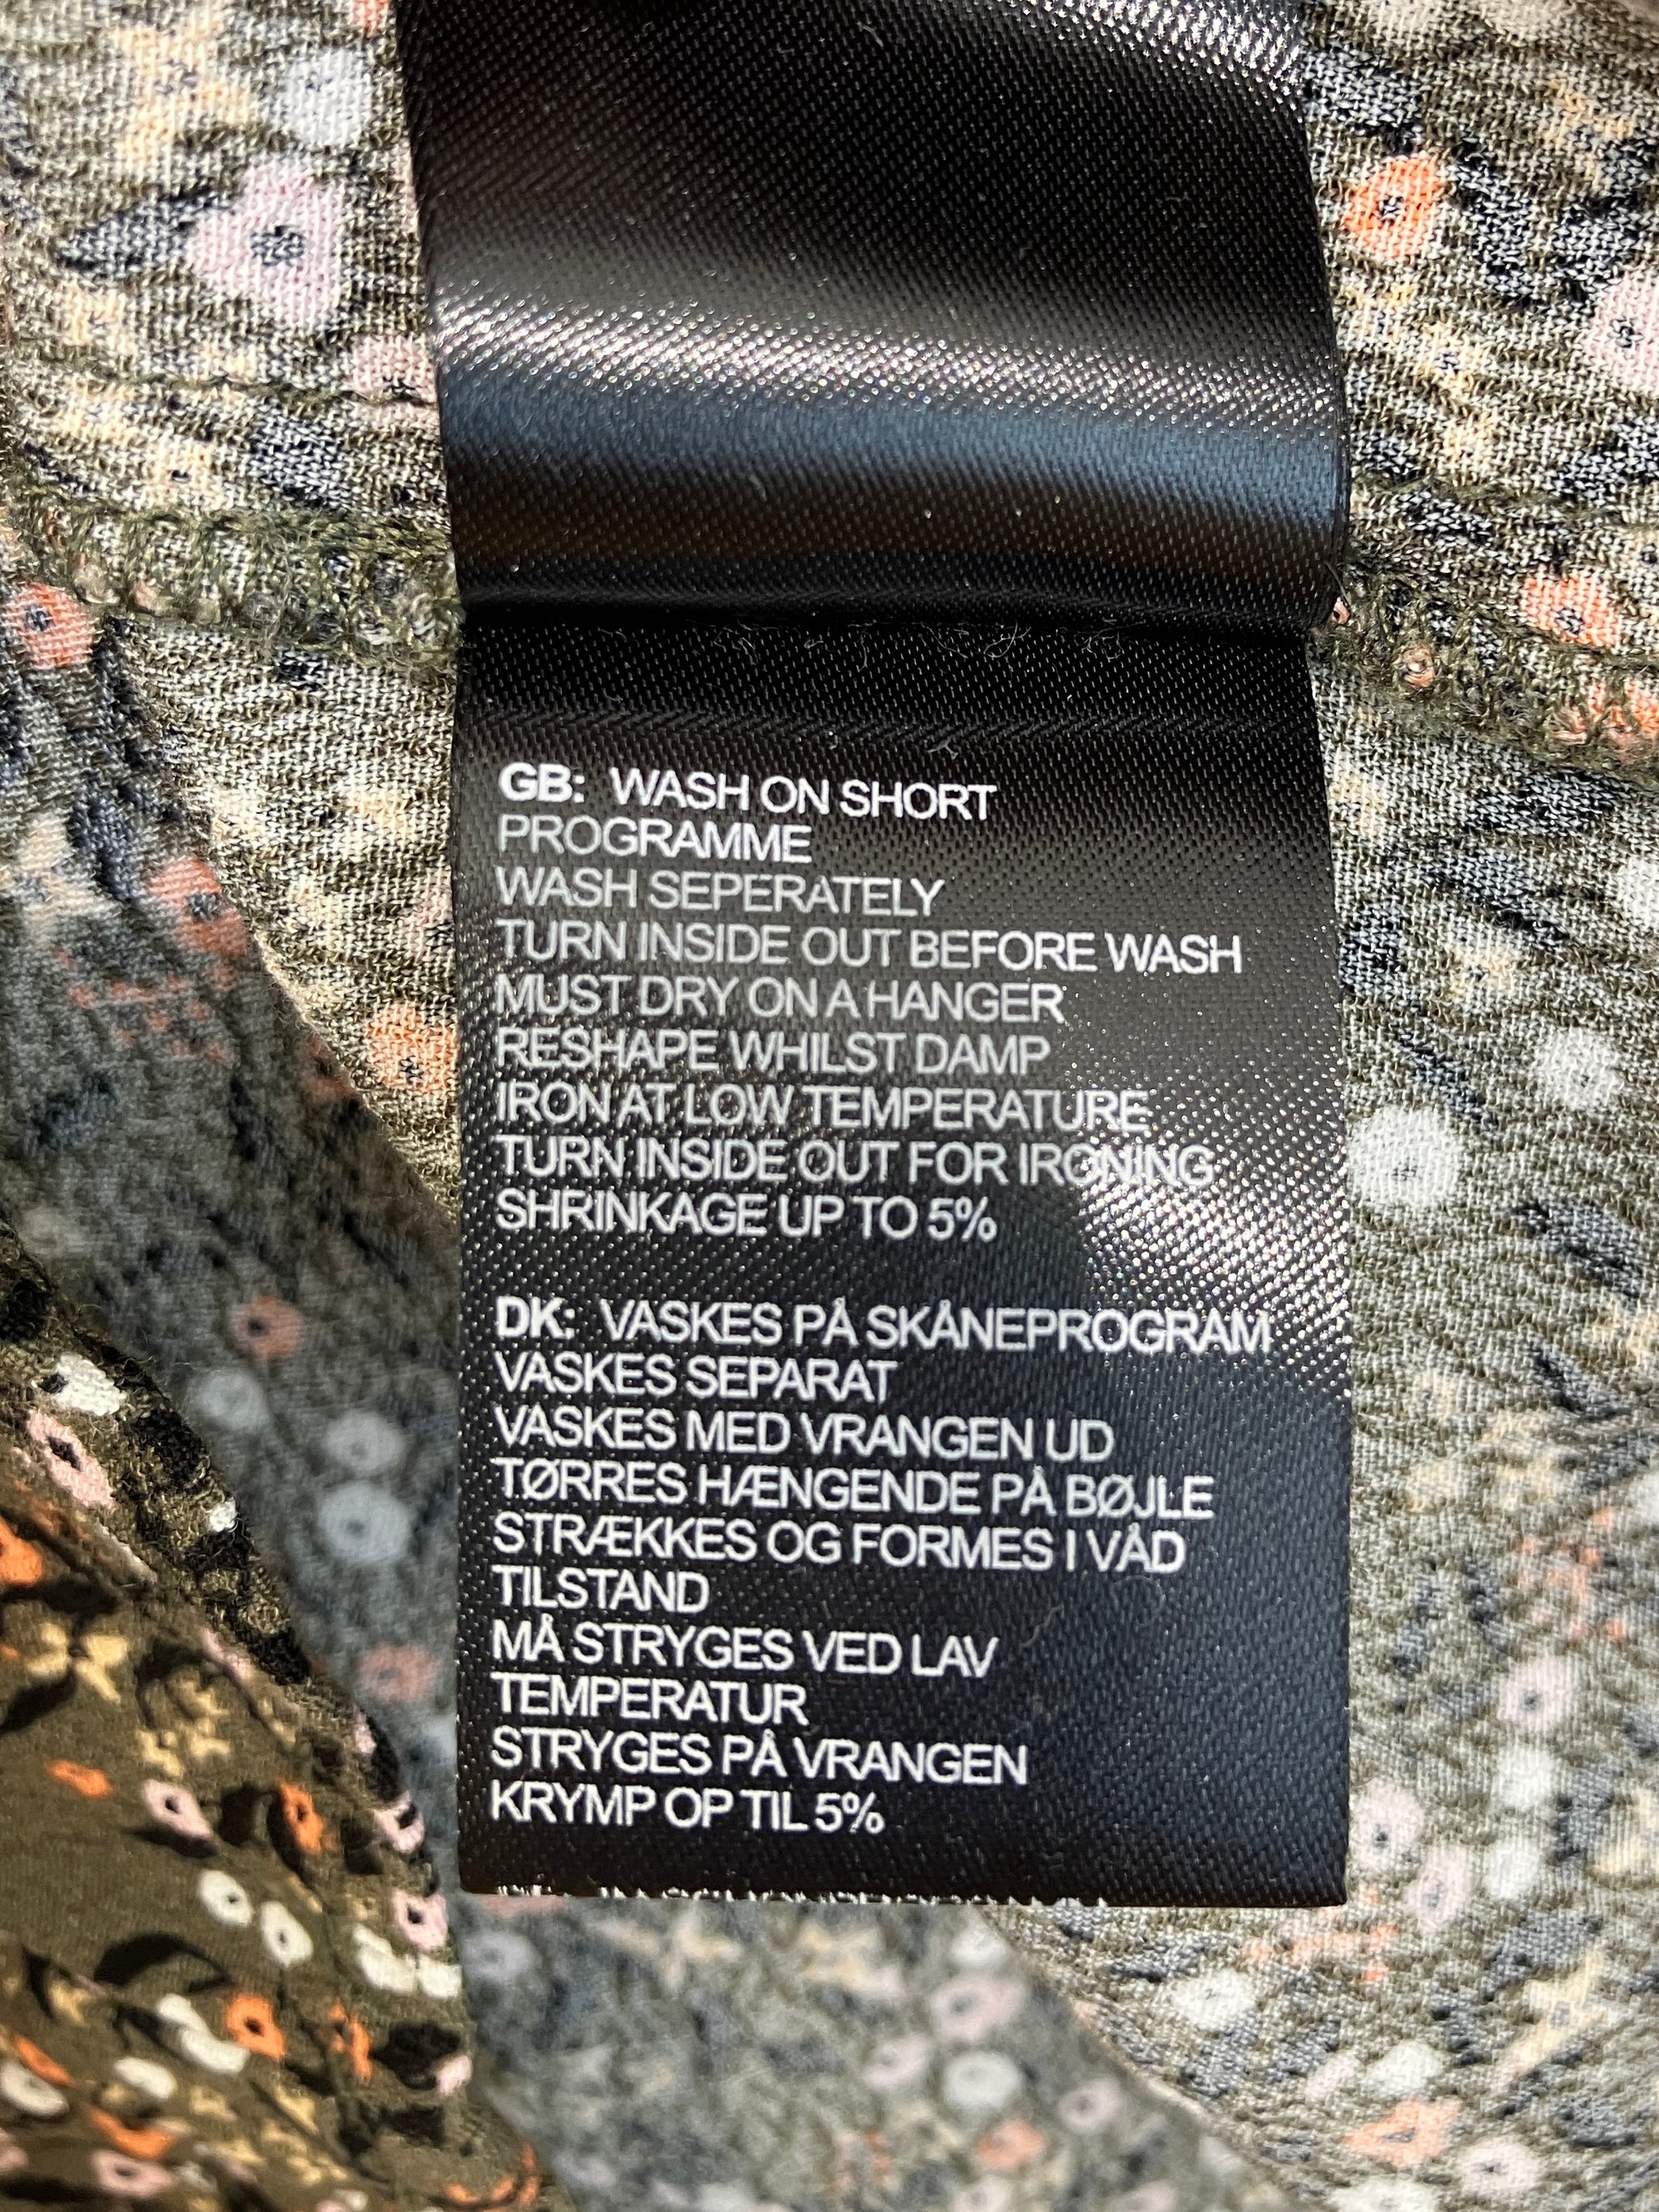 GB: WASH ON SHORT
PROGRAMME
WASH SEPERATELY
TURN INSIDE OUT BEFORE WASH
MUST DRY ON A HANGER
RESHAPE WHILST DAMP
IRON AT LOW TEMPERATURE
TURN INSIDE OUT FOR IRONING
SHRINKAGE UP TO 5%
DK: VASKES PÅ SKÅNEPROGRAM
VASKES SEPARAT
VASKES MED VRANGEN UD
TØRRES HÆNGENDE PÅ BØJLE
STRÆKKES OG FORMES I VÅD
TILSTAND
MÅ STRYGES VED LAV
TEMPERATUR
STRYGES PÅ VRANGEN
KRYMP OP TIL 5%